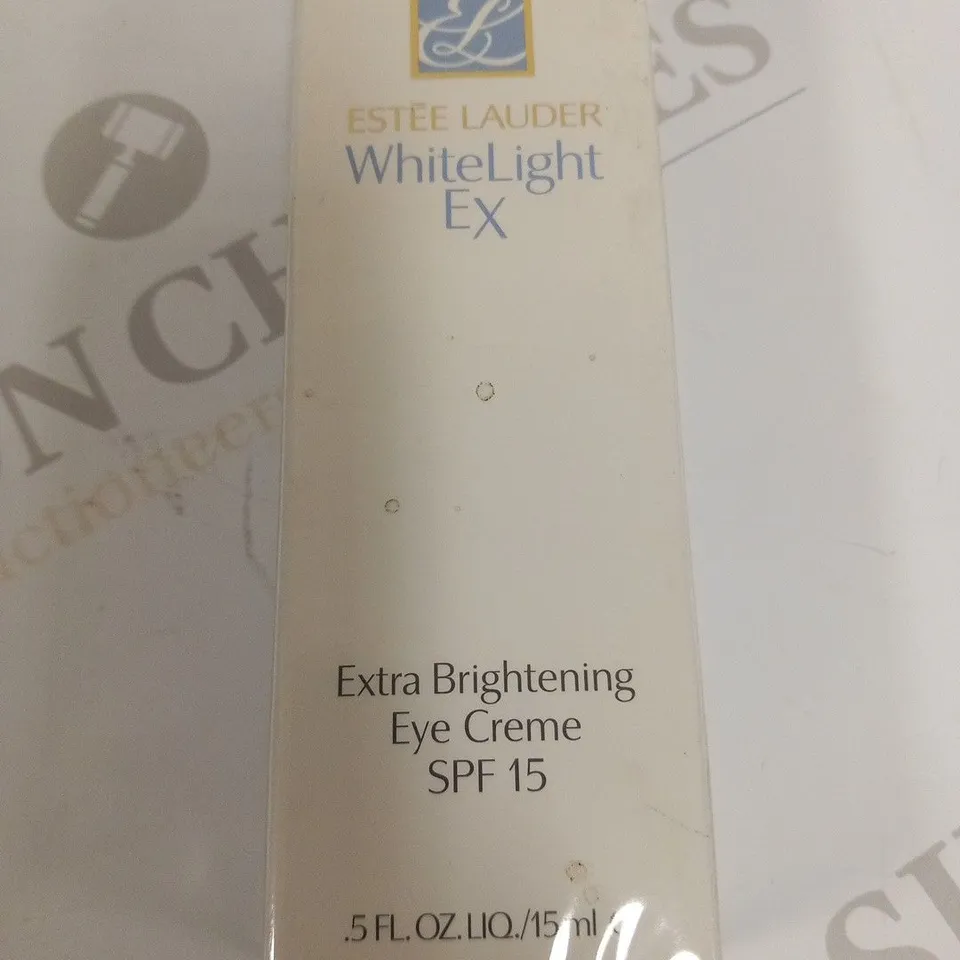 ESTĒE LAUDER
WhiteLight
EX
Extra Brightening
Eye Creme
SPF 15
.5 FL. OZ. LIQ./15 ml e